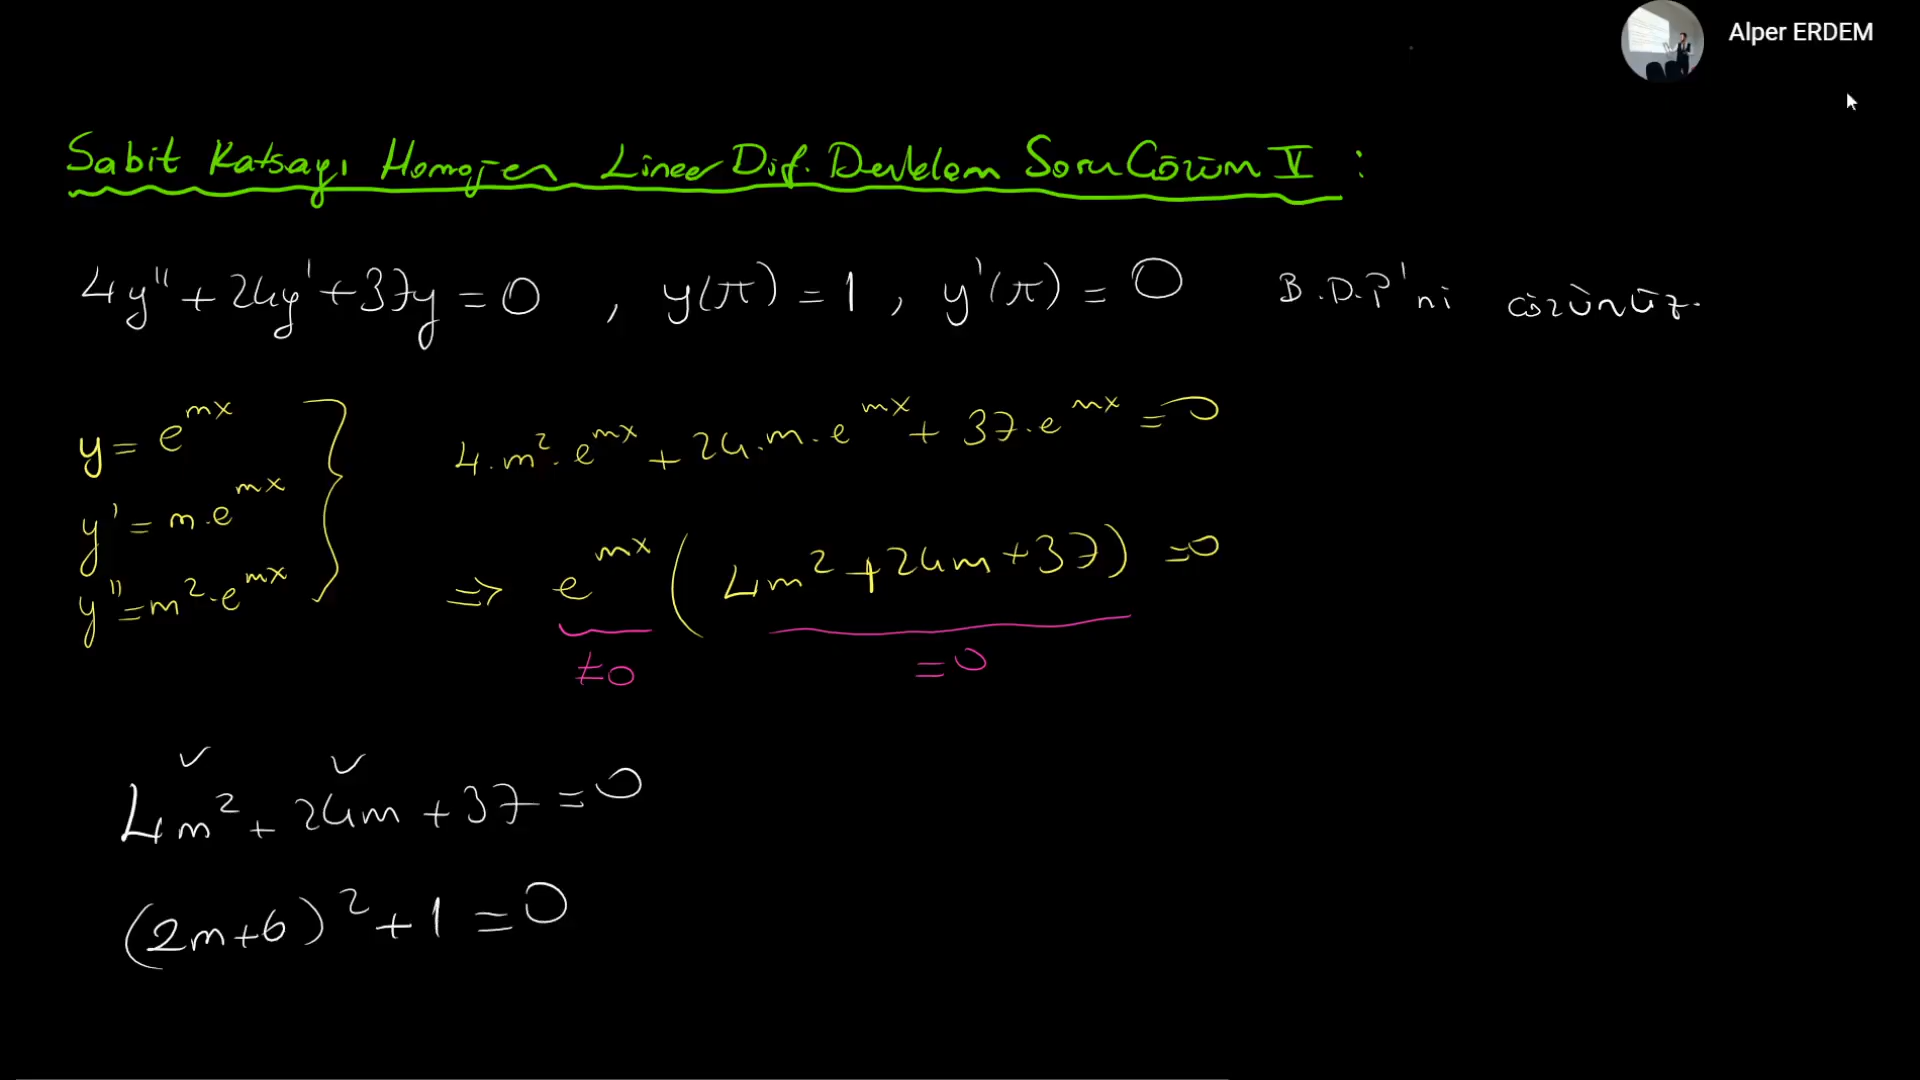 Alper ERDEM
Sabit Katsayı Homojen Lineer Dif. Denklem Soru Çözüm V :
4y'' + 24y' + 37y = 0 , y(π) = 1 , y'(π) = 0 B.D.P'ni çözünüz.
y = e^mx
4.m².e^mx + 24.m.e^mx + 37.e^mx = 0
y' = m.e^mx
y'' = m².e^mx
⇒ e^mx (4m² + 24m + 37) = 0
≠0 =0
4m² + 24m + 37 = 0
(2m+6)² + 1 = 0